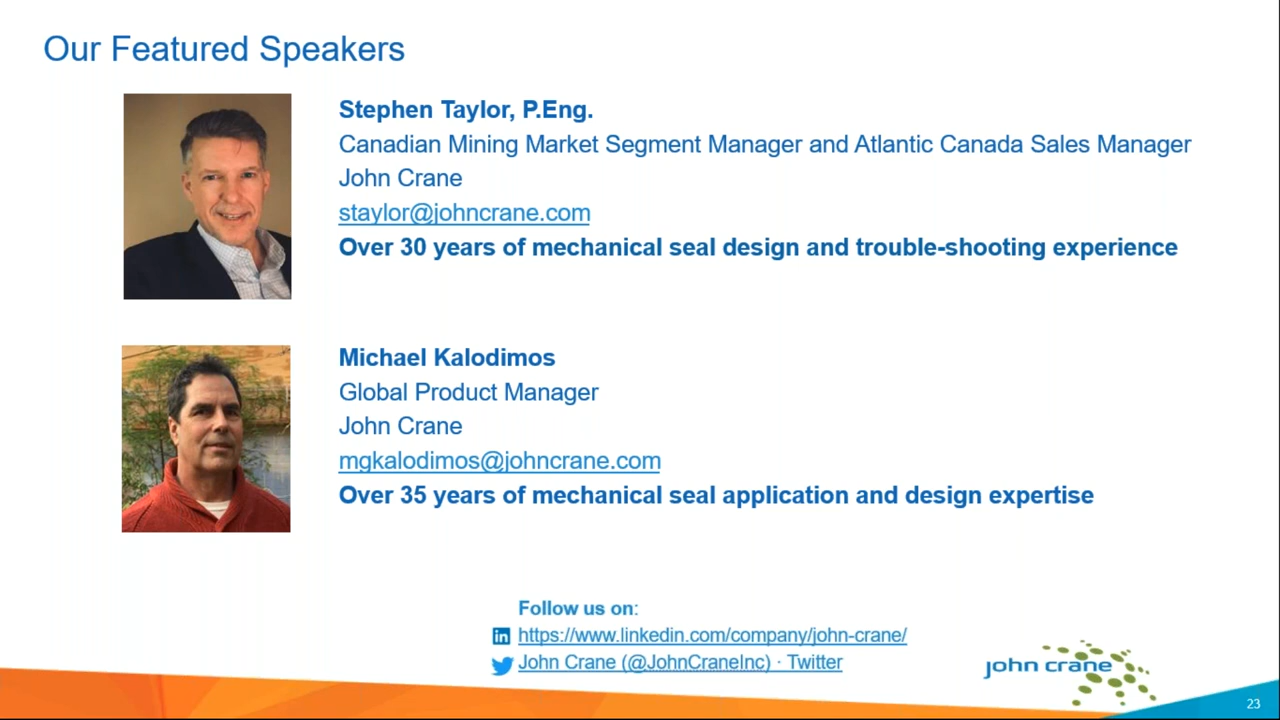 Our Featured Speakers
Stephen Taylor, P.Eng.
Canadian Mining Market Segment Manager and Atlantic Canada Sales Manager
John Crane
staylor@johncrane.com
Over 30 years of mechanical seal design and trouble-shooting experience
Michael Kalodimos
Global Product Manager
John Crane
mgkalodimos@johncrane.com
Over 35 years of mechanical seal application and design expertise
Follow us on:
in https://www.linkedin.com/company/john-crane/
John Crane (@JohnCraneInc) · Twitter
john crane
23